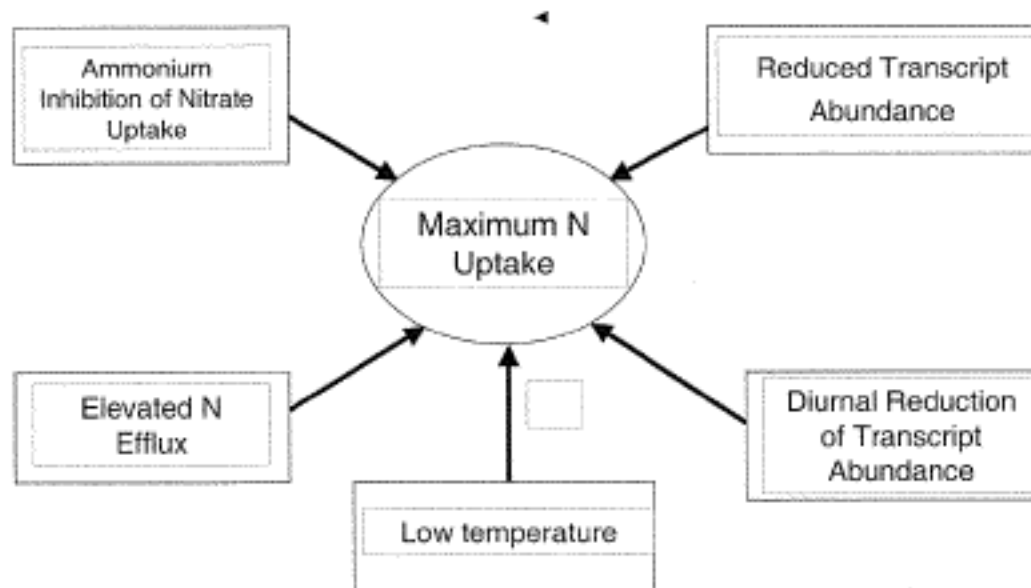 Ammonium
Inhibition of Nitrate
Uptake
Reduced Transcript
Abundance
Maximum N
Uptake
Elevated N
Efflux
Diurnal Reduction
of Transcript
Abundance
Low temperature